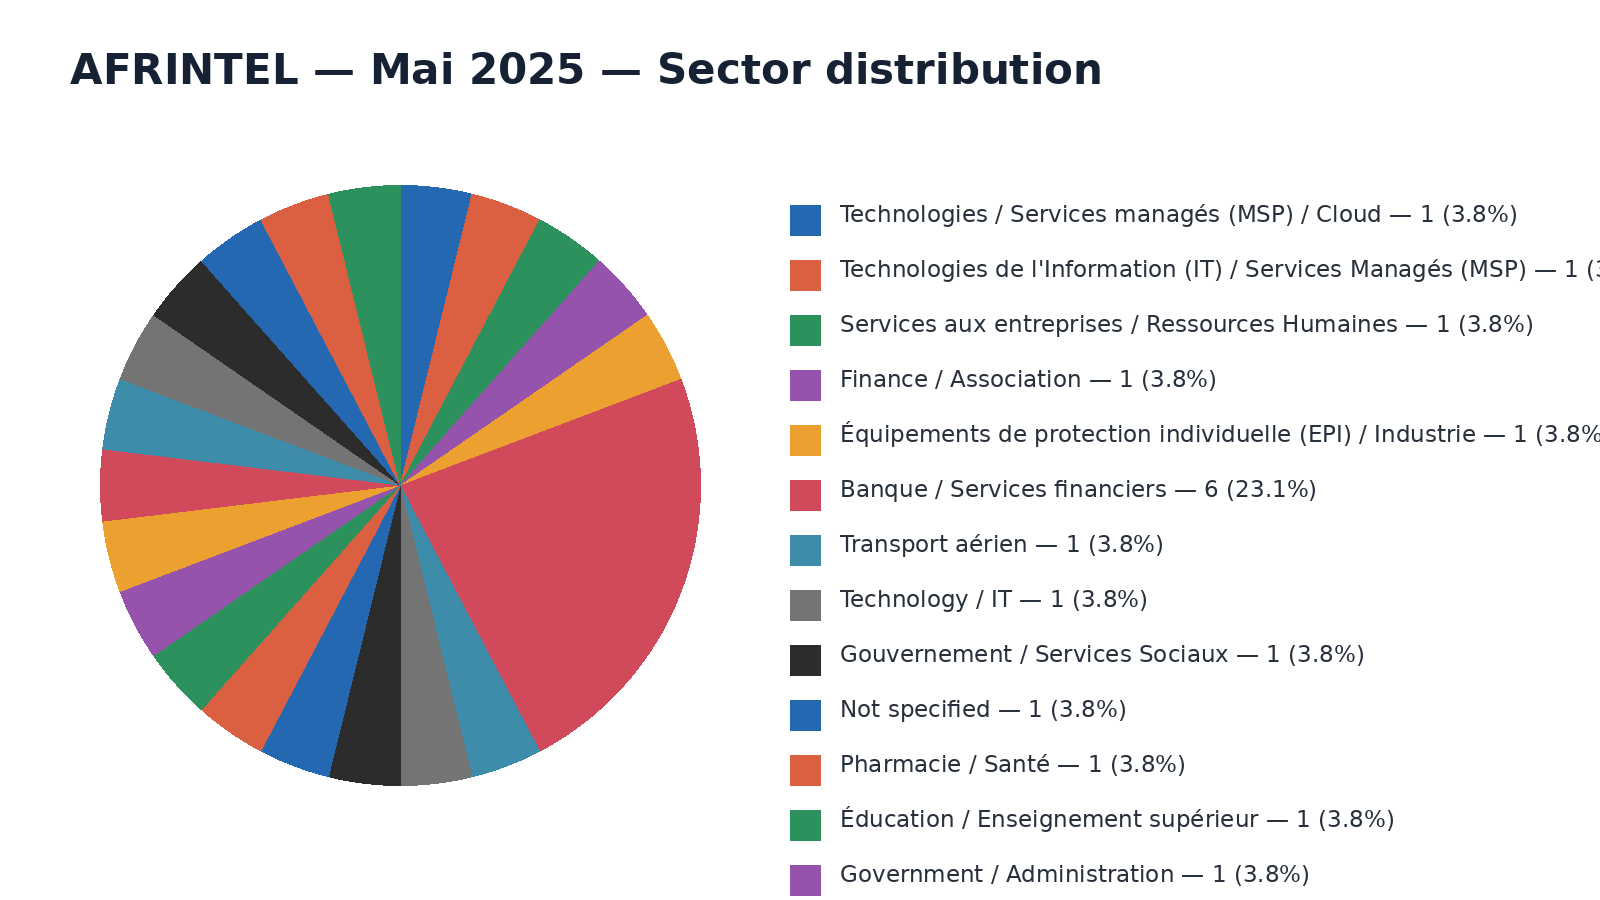 AFRINTEL — Mai 2025 — Sector distribution
Technologies / Services managés (MSP) / Cloud — 1 (3.8%)
Technologies de l'Information (IT) / Services Managés (MSP) — 1 (3
Services aux entreprises / Ressources Humaines — 1 (3.8%)
Finance / Association — 1 (3.8%)
Équipements de protection individuelle (EPI) / Industrie — 1 (3.8%
Banque / Services financiers — 6 (23.1%)
Transport aérien — 1 (3.8%)
Technology / IT — 1 (3.8%)
Gouvernement / Services Sociaux — 1 (3.8%)
Not specified — 1 (3.8%)
Pharmacie / Santé — 1 (3.8%)
Éducation / Enseignement supérieur — 1 (3.8%)
Government / Administration — 1 (3.8%)